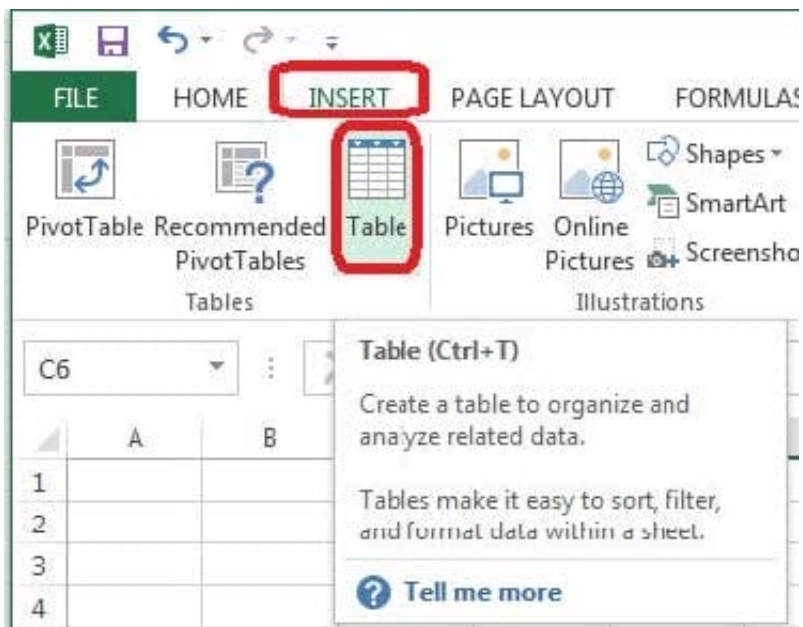 FILE HOME INSERT PAGE LAYOUT FORMULAS
PivotTable Recommended PivotTables Table Pictures Online Pictures
Shapes
SmartArt
Tables Illustrations
C6
Table (Ctrl+T)
Create a table to organize and
analyze related data.
Tables make it easy to sort, filter,
and format data within a sheet.
Tell me more
A B
1
2
3
4